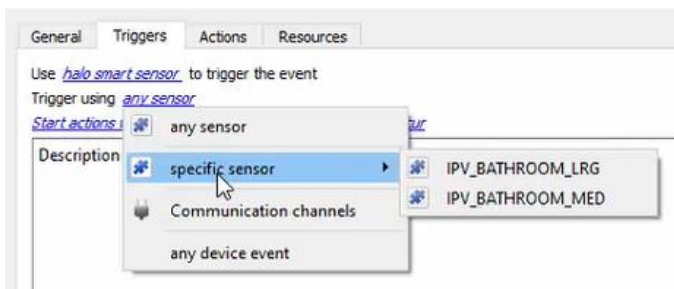 General Triggers Actions Resources
Use halo smart sensor to trigger the event
Trigger using any sensor
Start actions
any sensor
Description
specific sensor
IPV_BATHROOM_LRG
IPV_BATHROOM_MED
Communication channels
any device event